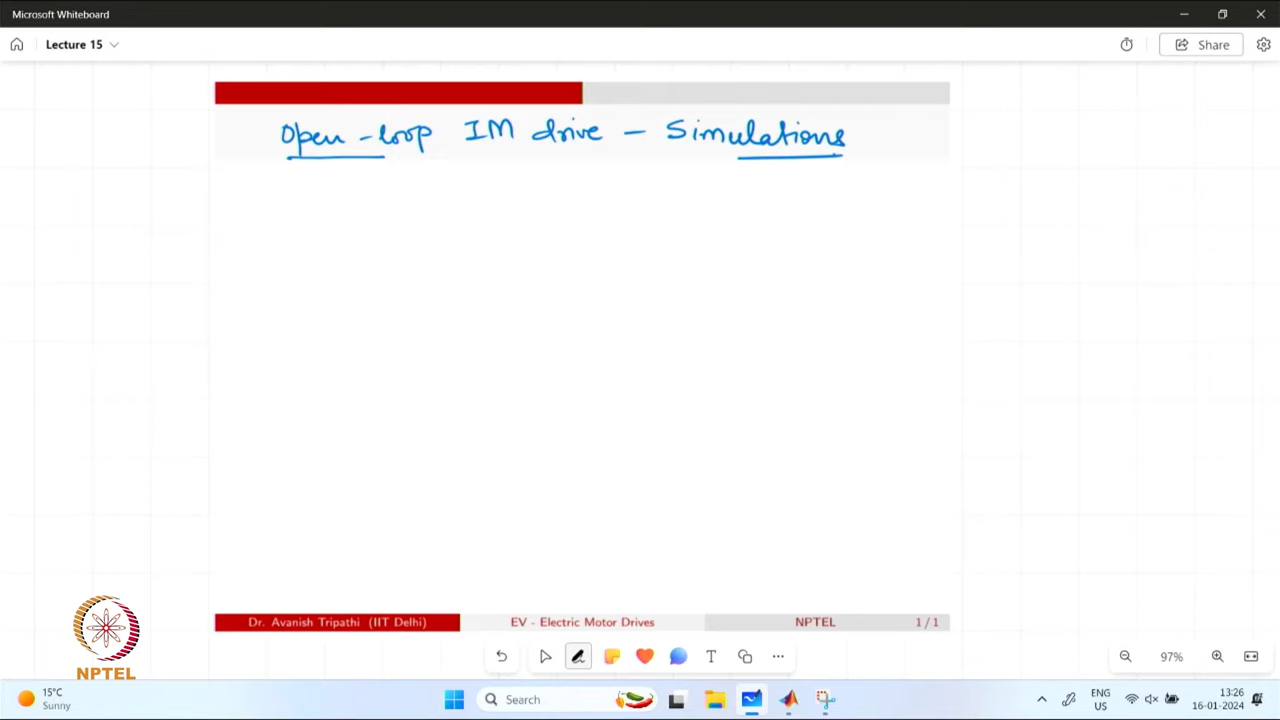 Microsoft Whiteboard
Lecture 15
Share
Open-loop IM drive - Simulations
Dr. Avanish Tripathi (IIT Delhi) EV - Electric Motor Drives NPTEL 1 / 1
NPTEL
97%
15°C
Sunny
Search
ENG
US
13:26
16-01-2024